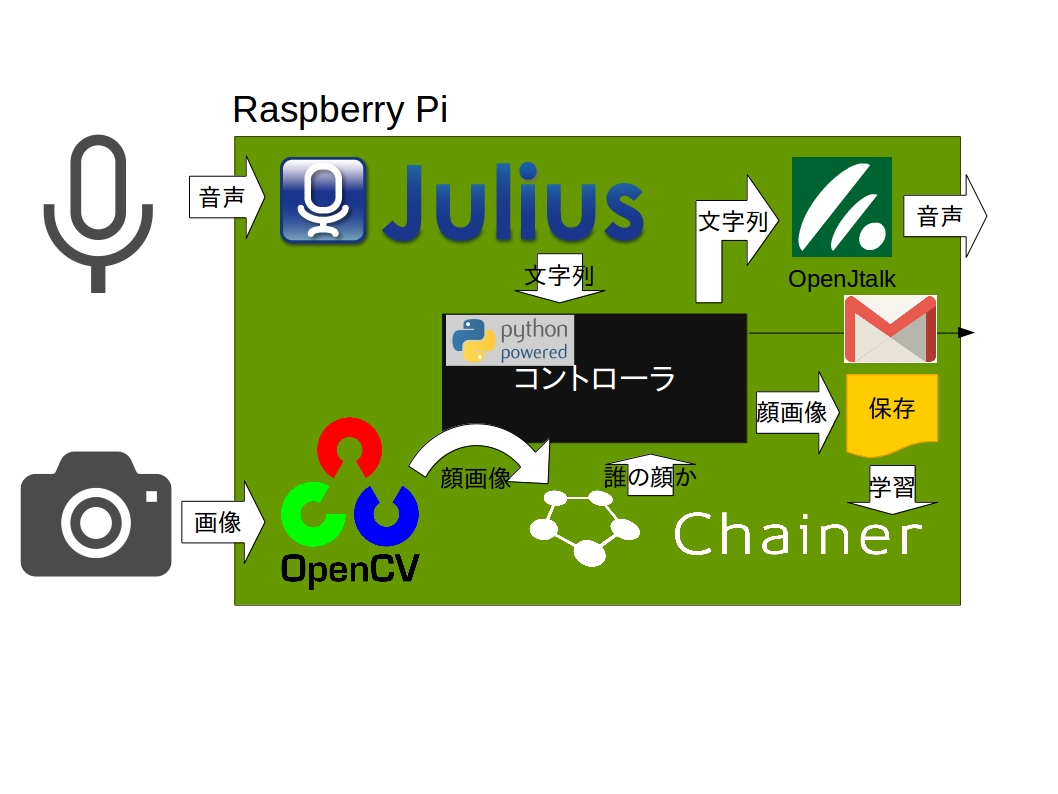 Raspberry Pi
音声
Julius
文字列
音声
文字列
OpenJtalk
python
powered
コントローラ
顔画像
保存
顔画像
誰の顔か
学習
画像
Chainer
OpenCV